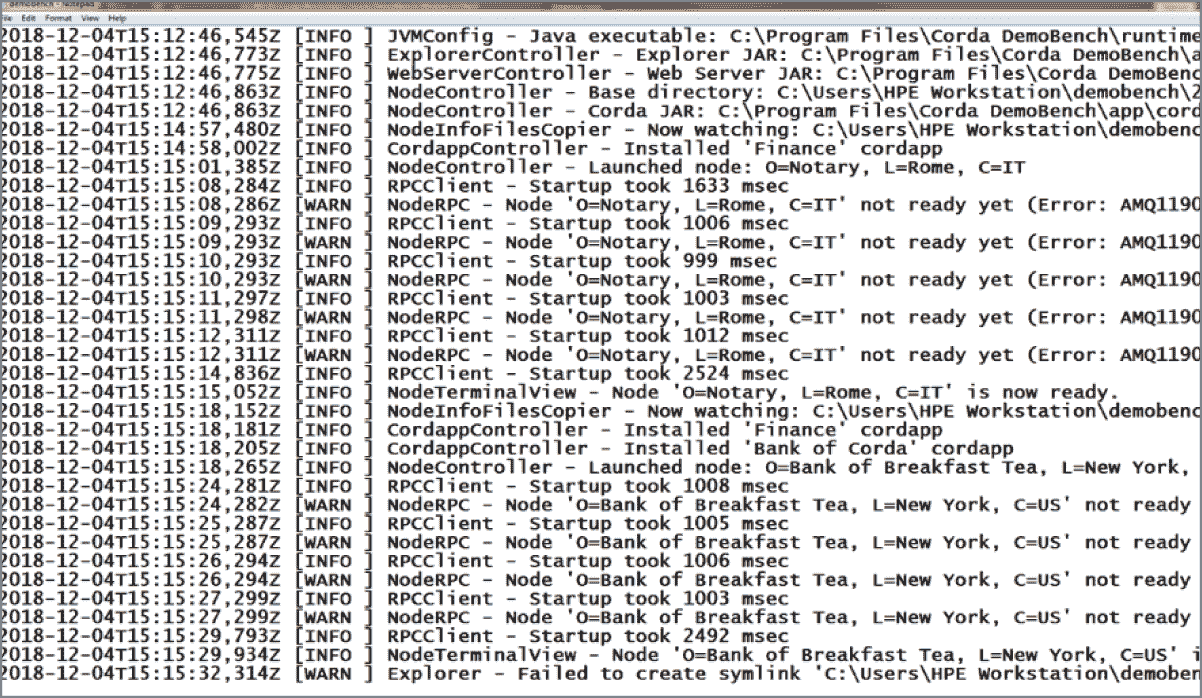 demobench - Notepad
File Edit Format View Help
2018-12-04T15:12:46,545Z [INFO ] JVMConfig - Java executable: C:\Program Files\Corda DemoBench\runtime
2018-12-04T15:12:46,773Z [INFO ] ExplorerController - Explorer JAR: C:\Program Files\Corda DemoBench\a
2018-12-04T15:12:46,775Z [INFO ] WebServerController - Web Server JAR: C:\Program Files\Corda DemoBenc
2018-12-04T15:12:46,863Z [INFO ] NodeController - Base directory: C:\Users\HPE Workstation\demobench\2
2018-12-04T15:12:46,863Z [INFO ] NodeController - Corda JAR: C:\Program Files\Corda DemoBench\app\cord
2018-12-04T15:14:57,480Z [INFO ] NodeInfoFilesCopier - Now watching: C:\Users\HPE Workstation\demobenc
2018-12-04T15:14:58,002Z [INFO ] CordappController - Installed 'Finance' cordapp
2018-12-04T15:15:01,385Z [INFO ] NodeController - Launched node: O=Notary, L=Rome, C=IT
2018-12-04T15:15:08,284Z [INFO ] RPCClient - Startup took 1633 msec
2018-12-04T15:15:08,286Z [WARN ] NodeRPC - Node 'O=Notary, L=Rome, C=IT' not ready yet (Error: AMQ1190
2018-12-04T15:15:09,293Z [INFO ] RPCClient - Startup took 1006 msec
2018-12-04T15:15:09,293Z [WARN ] NodeRPC - Node 'O=Notary, L=Rome, C=IT' not ready yet (Error: AMQ1190
2018-12-04T15:15:10,293Z [INFO ] RPCClient - Startup took 999 msec
2018-12-04T15:15:10,293Z [WARN ] NodeRPC - Node 'O=Notary, L=Rome, C=IT' not ready yet (Error: AMQ1190
2018-12-04T15:15:11,297Z [INFO ] RPCClient - Startup took 1003 msec
2018-12-04T15:15:11,298Z [WARN ] NodeRPC - Node 'O=Notary, L=Rome, C=IT' not ready yet (Error: AMQ1190
2018-12-04T15:15:12,311Z [INFO ] RPCClient - Startup took 1012 msec
2018-12-04T15:15:12,311Z [WARN ] NodeRPC - Node 'O=Notary, L=Rome, C=IT' not ready yet (Error: AMQ1190
2018-12-04T15:15:14,836Z [INFO ] RPCClient - Startup took 2524 msec
2018-12-04T15:15:15,052Z [INFO ] NodeTerminalView - Node 'O=Notary, L=Rome, C=IT' is now ready.
2018-12-04T15:15:18,152Z [INFO ] NodeInfoFilesCopier - Now watching: C:\Users\HPE Workstation\demobenc
2018-12-04T15:15:18,181Z [INFO ] CordappController - Installed 'Finance' cordapp
2018-12-04T15:15:18,205Z [INFO ] CordappController - Installed 'Bank of Corda' cordapp
2018-12-04T15:15:18,265Z [INFO ] NodeController - Launched node: O=Bank of Breakfast Tea, L=New York,
2018-12-04T15:15:24,281Z [INFO ] RPCClient - Startup took 1008 msec
2018-12-04T15:15:24,282Z [WARN ] NodeRPC - Node 'O=Bank of Breakfast Tea, L=New York, C=US' not ready
2018-12-04T15:15:25,287Z [INFO ] RPCClient - Startup took 1005 msec
2018-12-04T15:15:25,287Z [WARN ] NodeRPC - Node 'O=Bank of Breakfast Tea, L=New York, C=US' not ready
2018-12-04T15:15:26,294Z [INFO ] RPCClient - Startup took 1006 msec
2018-12-04T15:15:26,294Z [WARN ] NodeRPC - Node 'O=Bank of Breakfast Tea, L=New York, C=US' not ready
2018-12-04T15:15:27,299Z [INFO ] RPCClient - Startup took 1003 msec
2018-12-04T15:15:27,299Z [WARN ] NodeRPC - Node 'O=Bank of Breakfast Tea, L=New York, C=US' not ready
2018-12-04T15:15:29,793Z [INFO ] RPCClient - Startup took 2492 msec
2018-12-04T15:15:29,934Z [INFO ] NodeTerminalView - Node 'O=Bank of Breakfast Tea, L=New York, C=US' i
2018-12-04T15:15:32,314Z [WARN ] Explorer - Failed to create symlink 'C:\Users\HPE Workstation\demoben